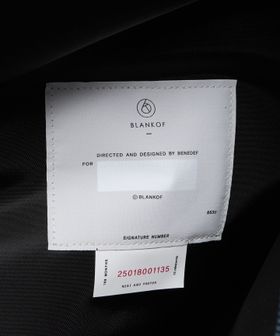 BLANKOF
DIRECTED AND DESIGNED BY BENEDEF
FOR
©BLANKOF
SIGNATURE NUMBER
25018001135